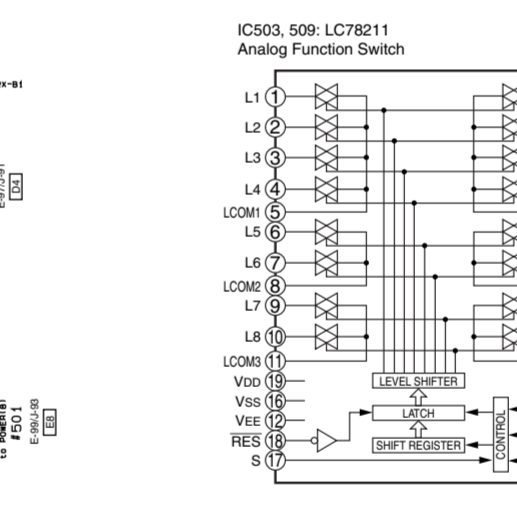 IC503, 509: LC78211
Analog Function Switch
D4
to POWER(B)
#501
E-99/J-93
E8
L1 1
L2 2
L3 3
L4 4
LCOM1 5
L5 6
L6 7
LCOM2 8
L7 9
L8 10
LCOM3 11
VDD 19
VSS 16
VEE 12
RES 18
S 17
LEVEL SHIFTER
LATCH
SHIFT REGISTER
CONTROL